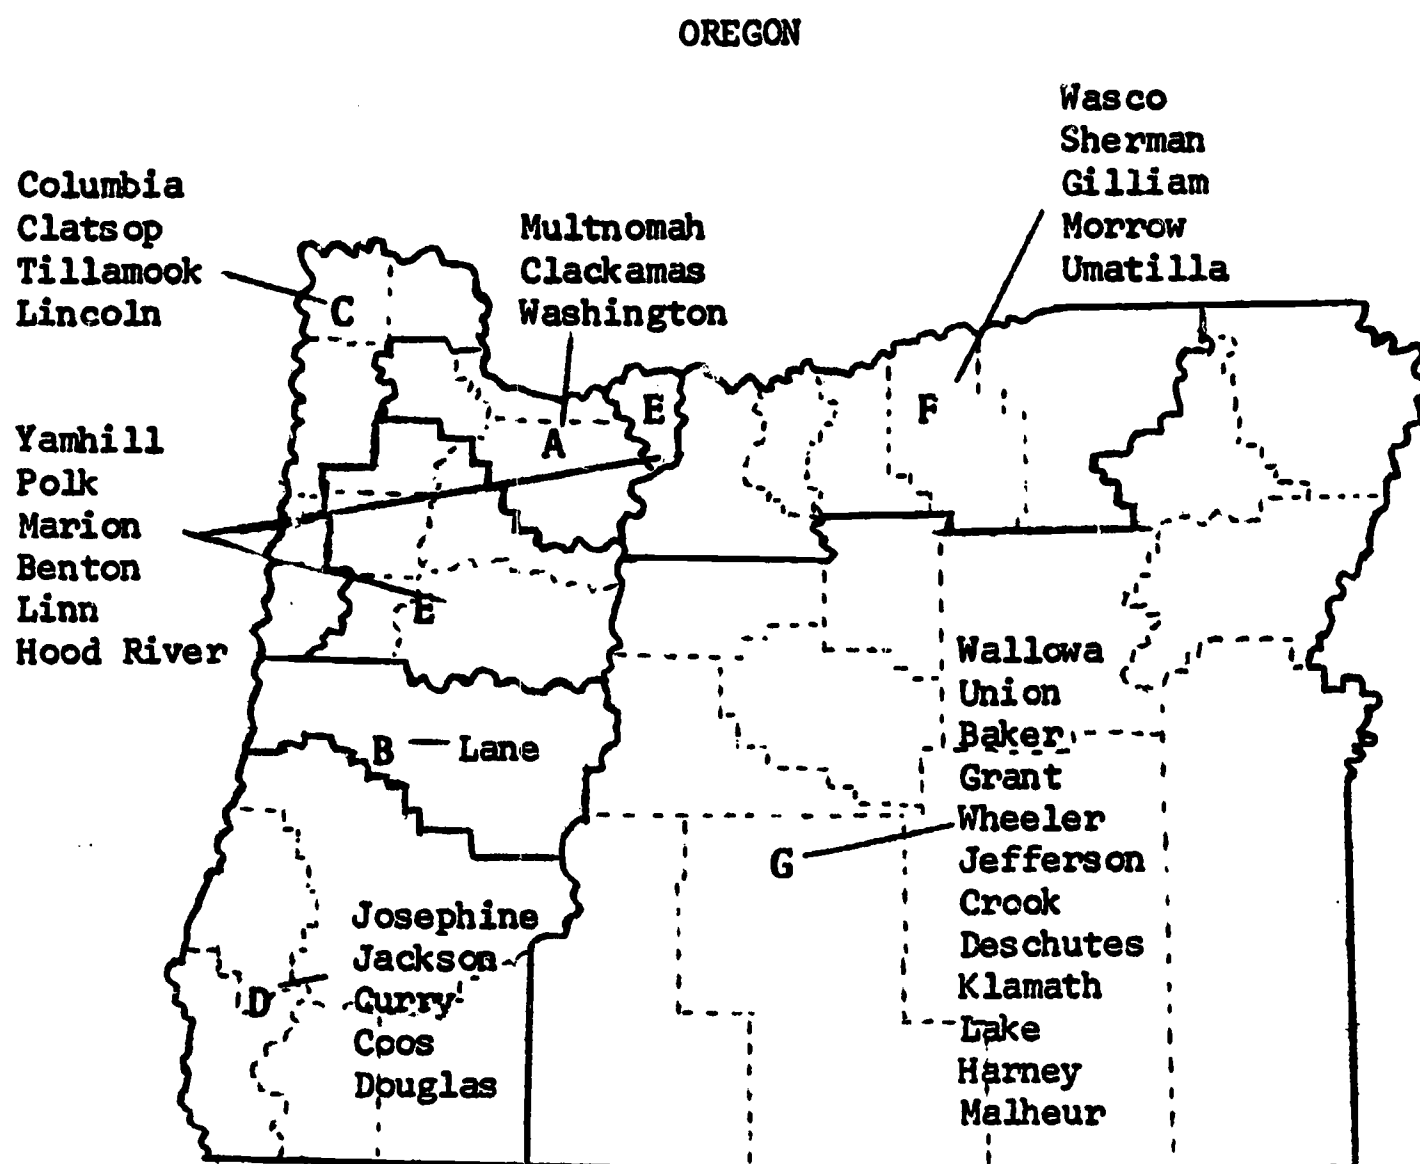 OREGON
Wasco
Sherman
Gilliam
Morrow
Umatilla
Columbia
Clatsop
Tillamook
Lincoln
Multnomah
Clackamas
Washington
C
E
F
A
Yamhill
Polk
Marion
Benton
Linn
Hood River
E
B
Lane
Wallowa
Union
Baker
Grant
Wheeler
Jefferson
Crook
Deschutes
Klamath
Lake
Harney
Malheur
G
D
Josephine
Jackson
Curry
Coos
Douglas